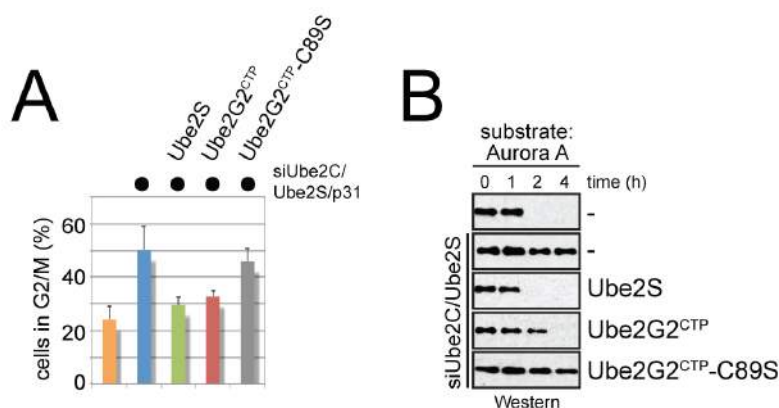 A
Ube2S
Ube2G2CTP
Ube2G2CTP-C89S
siUbe2C/
Ube2S/p31
cells in G2/M (%)
60
40
20
0
B
substrate:
Aurora A
0 1 2 4 time (h)
-
-
Ube2S
Ube2G2CTP
Ube2G2CTP-C89S
siUbe2C/Ube2S
Western